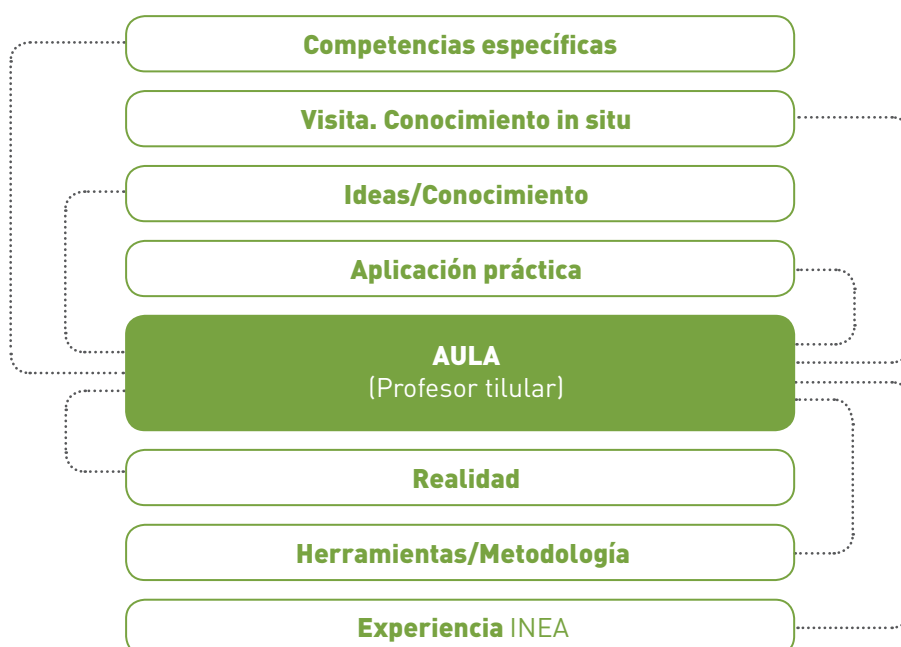 Competencias específicas
Visita. Conocimiento in situ
Ideas/Conocimiento
Aplicación práctica
AULA
(Profesor tilular)
Realidad
Herramientas/Metodología
Experiencia INEA